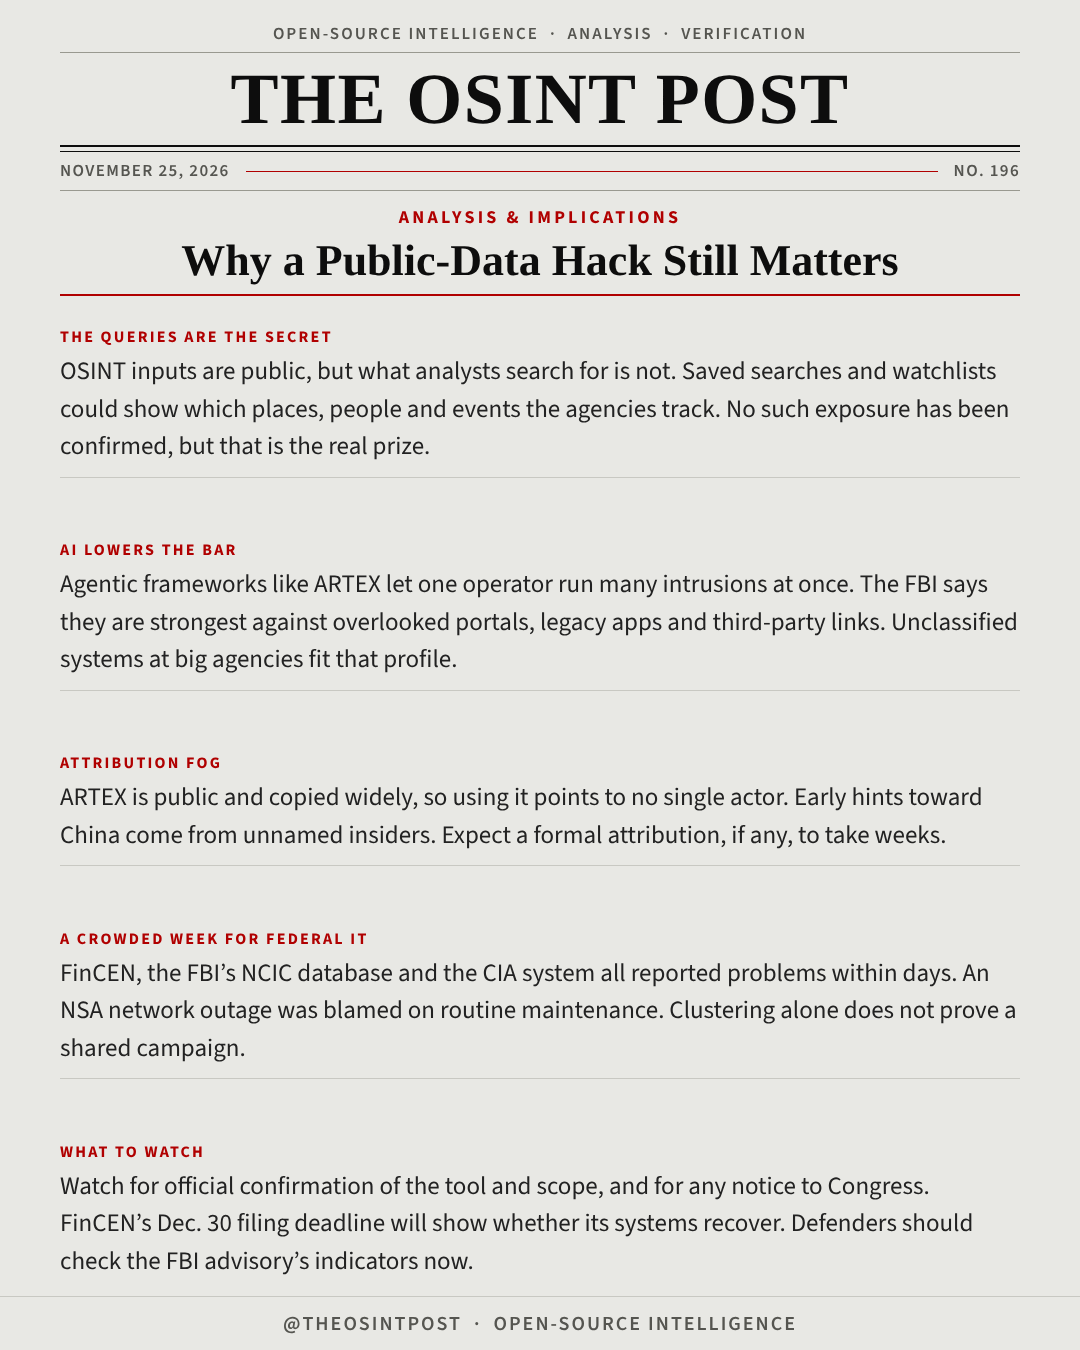 OPEN-SOURCE INTELLIGENCE · ANALYSIS · VERIFICATION
THE OSINT POST
NOVEMBER 25, 2026 NO. 196
ANALYSIS & IMPLICATIONS
Why a Public-Data Hack Still Matters
THE QUERIES ARE THE SECRET
OSINT inputs are public, but what analysts search for is not. Saved searches and watchlists
could show which places, people and events the agencies track. No such exposure has been
confirmed, but that is the real prize.
AI LOWERS THE BAR
Agentic frameworks like ARTEX let one operator run many intrusions at once. The FBI says
they are strongest against overlooked portals, legacy apps and third-party links. Unclassified
systems at big agencies fit that profile.
ATTRIBUTION FOG
ARTEX is public and copied widely, so using it points to no single actor. Early hints toward
China come from unnamed insiders. Expect a formal attribution, if any, to take weeks.
A CROWDED WEEK FOR FEDERAL IT
FinCEN, the FBI’s NCIC database and the CIA system all reported problems within days. An
NSA network outage was blamed on routine maintenance. Clustering alone does not prove a
shared campaign.
WHAT TO WATCH
Watch for official confirmation of the tool and scope, and for any notice to Congress.
FinCEN’s Dec. 30 filing deadline will show whether its systems recover. Defenders should
check the FBI advisory’s indicators now.
@THEOSINTPOST · OPEN-SOURCE INTELLIGENCE